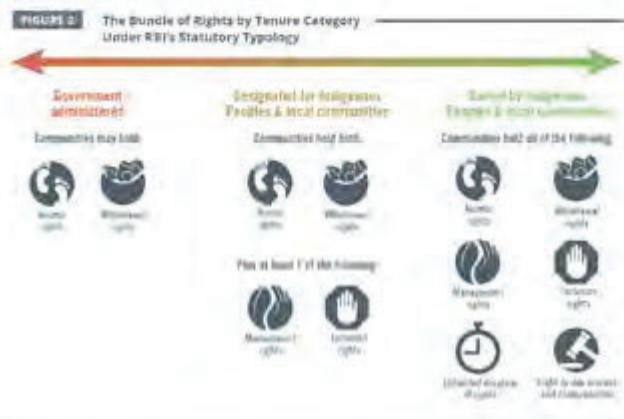 FIGURE 2
The Bundle of Rights by Tenure Category
Under RRI's Statutory Typology
Government
administered
Communities may hold
Access
rights
Withdrawal
rights
Designated for Indigenous
Peoples & local communities
Communities hold both
Access
rights
Withdrawal
rights
Plus at least 1 of the following
Management
rights
Exclusion
rights
Owned by Indigenous
Peoples & local communities
Communities hold all of the following
Access
rights
Withdrawal
rights
Management
rights
Exclusion
rights
Unlimited duration
of rights
Right to due process
and compensation